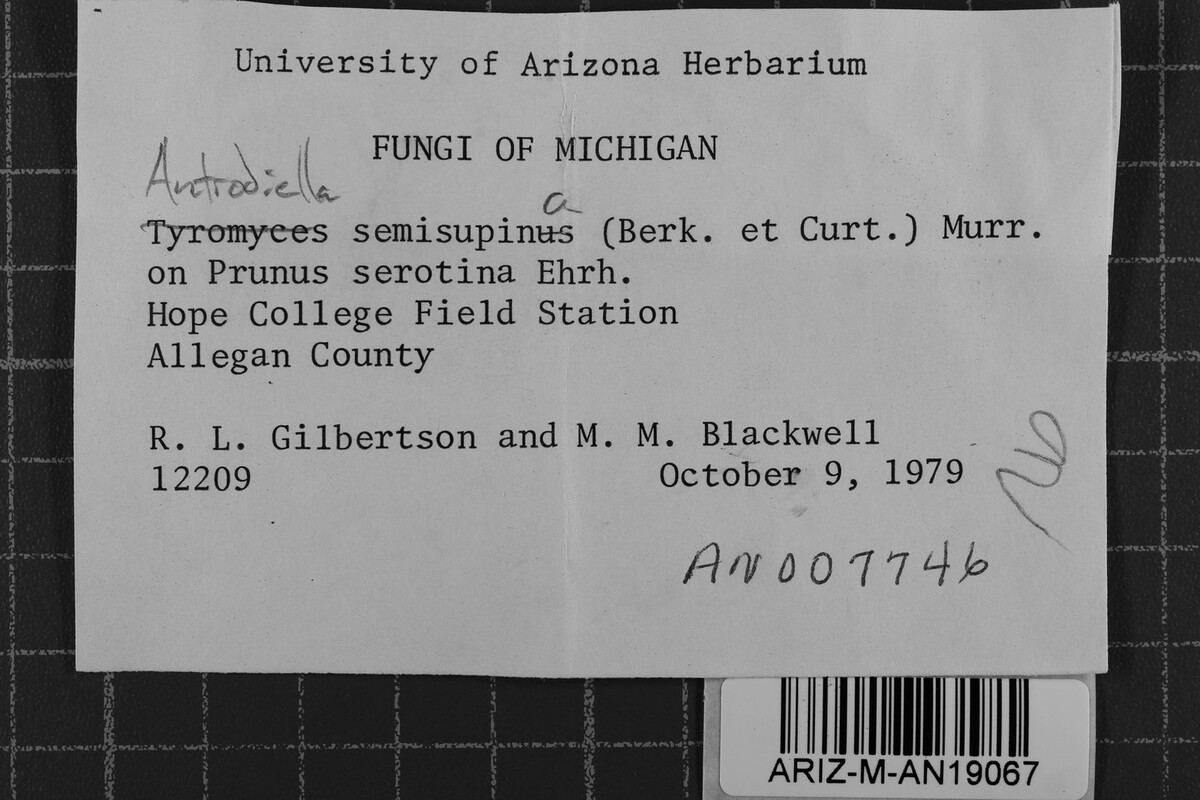 University of Arizona Herbarium
FUNGI OF MICHIGAN
Antrodiella
a
Tyromyces semisupinus (Berk. et Curt.) Murr.
on Prunus serotina Ehrh.
Hope College Field Station
Allegan County
R. L. Gilbertson and M. M. Blackwell
12209 October 9, 1979
AN007746
ARIZ-M-AN19067